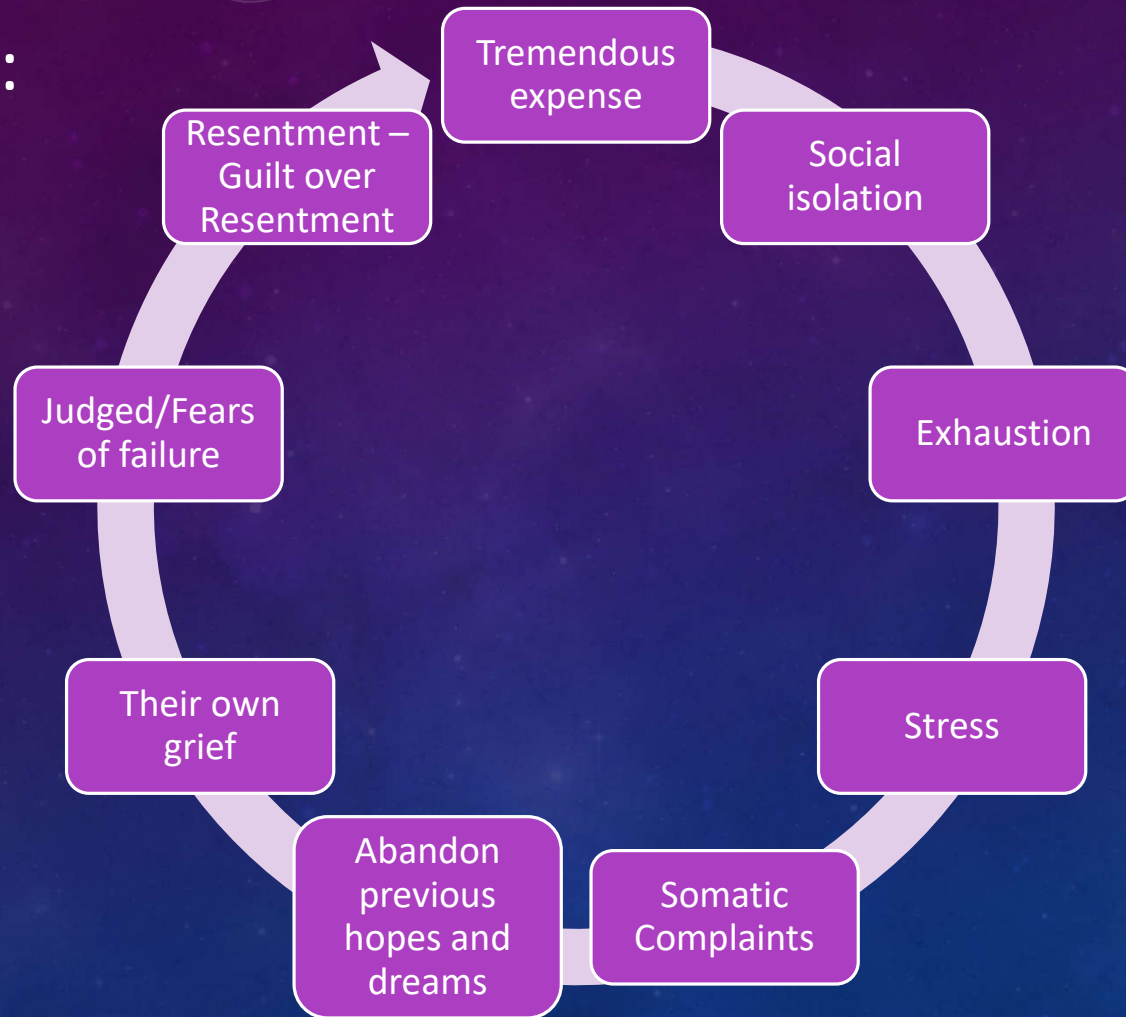 :
Tremendous
expense
Social
isolation
Exhaustion
Stress
Somatic
Complaints
Abandon
previous
hopes and
dreams
Their own
grief
Judged/Fears
of failure
Resentment –
Guilt over
Resentment